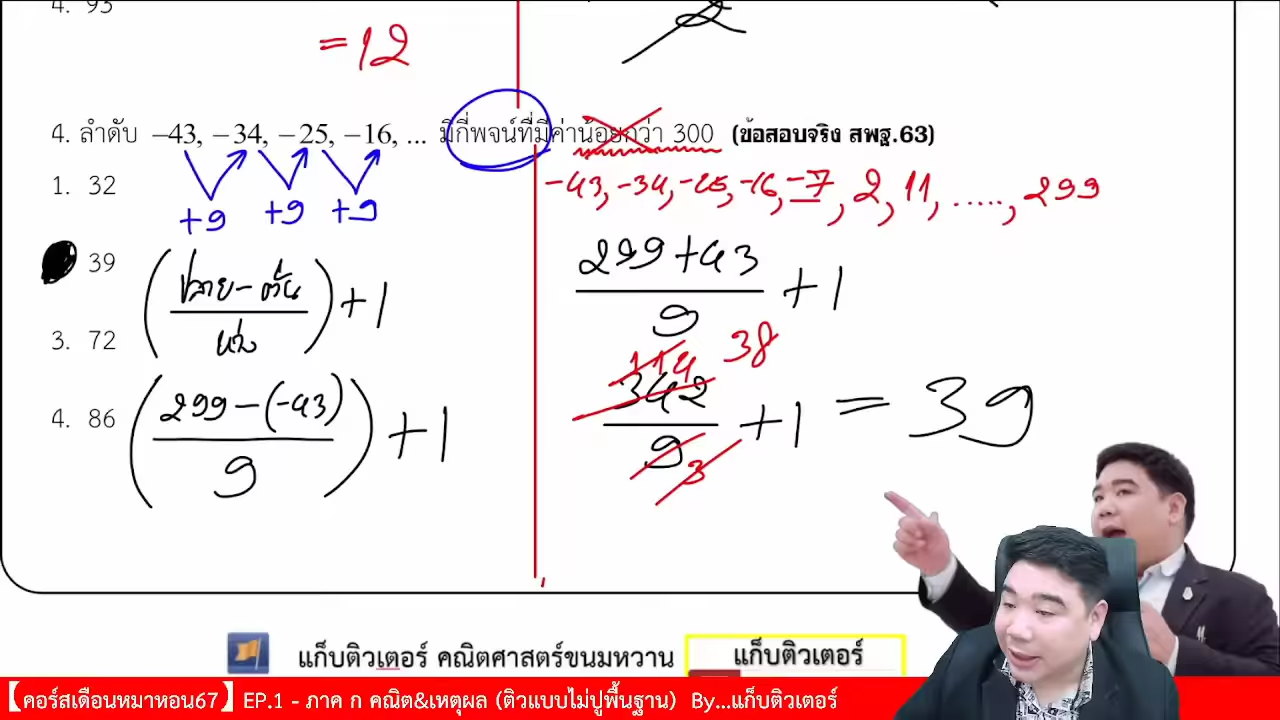 4. 93
= 12
4. ลำดับ −43, −34, −25, −16, ... มีกี่พจน์ที่มีค่าน้อยกว่า 300 (ข้อสอบจริง สพฐ.63)
+9 +9 +9
-43, -34, -25, -16, -7, 2, 11, ....., 299
1. 32
39
3. 72
4. 86
(ปลาย - ต้น / ห่าง) + 1
(299 - (-43) / 9) + 1
299 + 43 / 9 + 1
114 38
342 / 9 + 1 = 39
3
แก็บติวเตอร์ คณิตศาสตร์ขนมหวาน
แก็บติวเตอร์
【คอร์สเดือนหมาหอน67】 EP.1 - ภาค ก คณิต&เหตุผล (ติวแบบไม่ปูพื้นฐาน) By...แก็บติวเตอร์